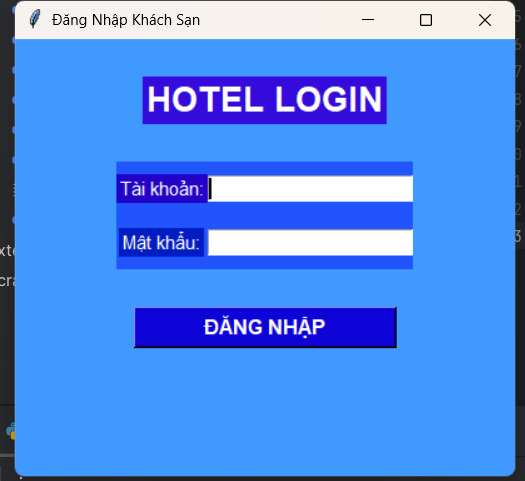 Đăng Nhập Khách Sạn
HOTEL LOGIN
Tài khoản:
Mật khẩu:
ĐĂNG NHẬP